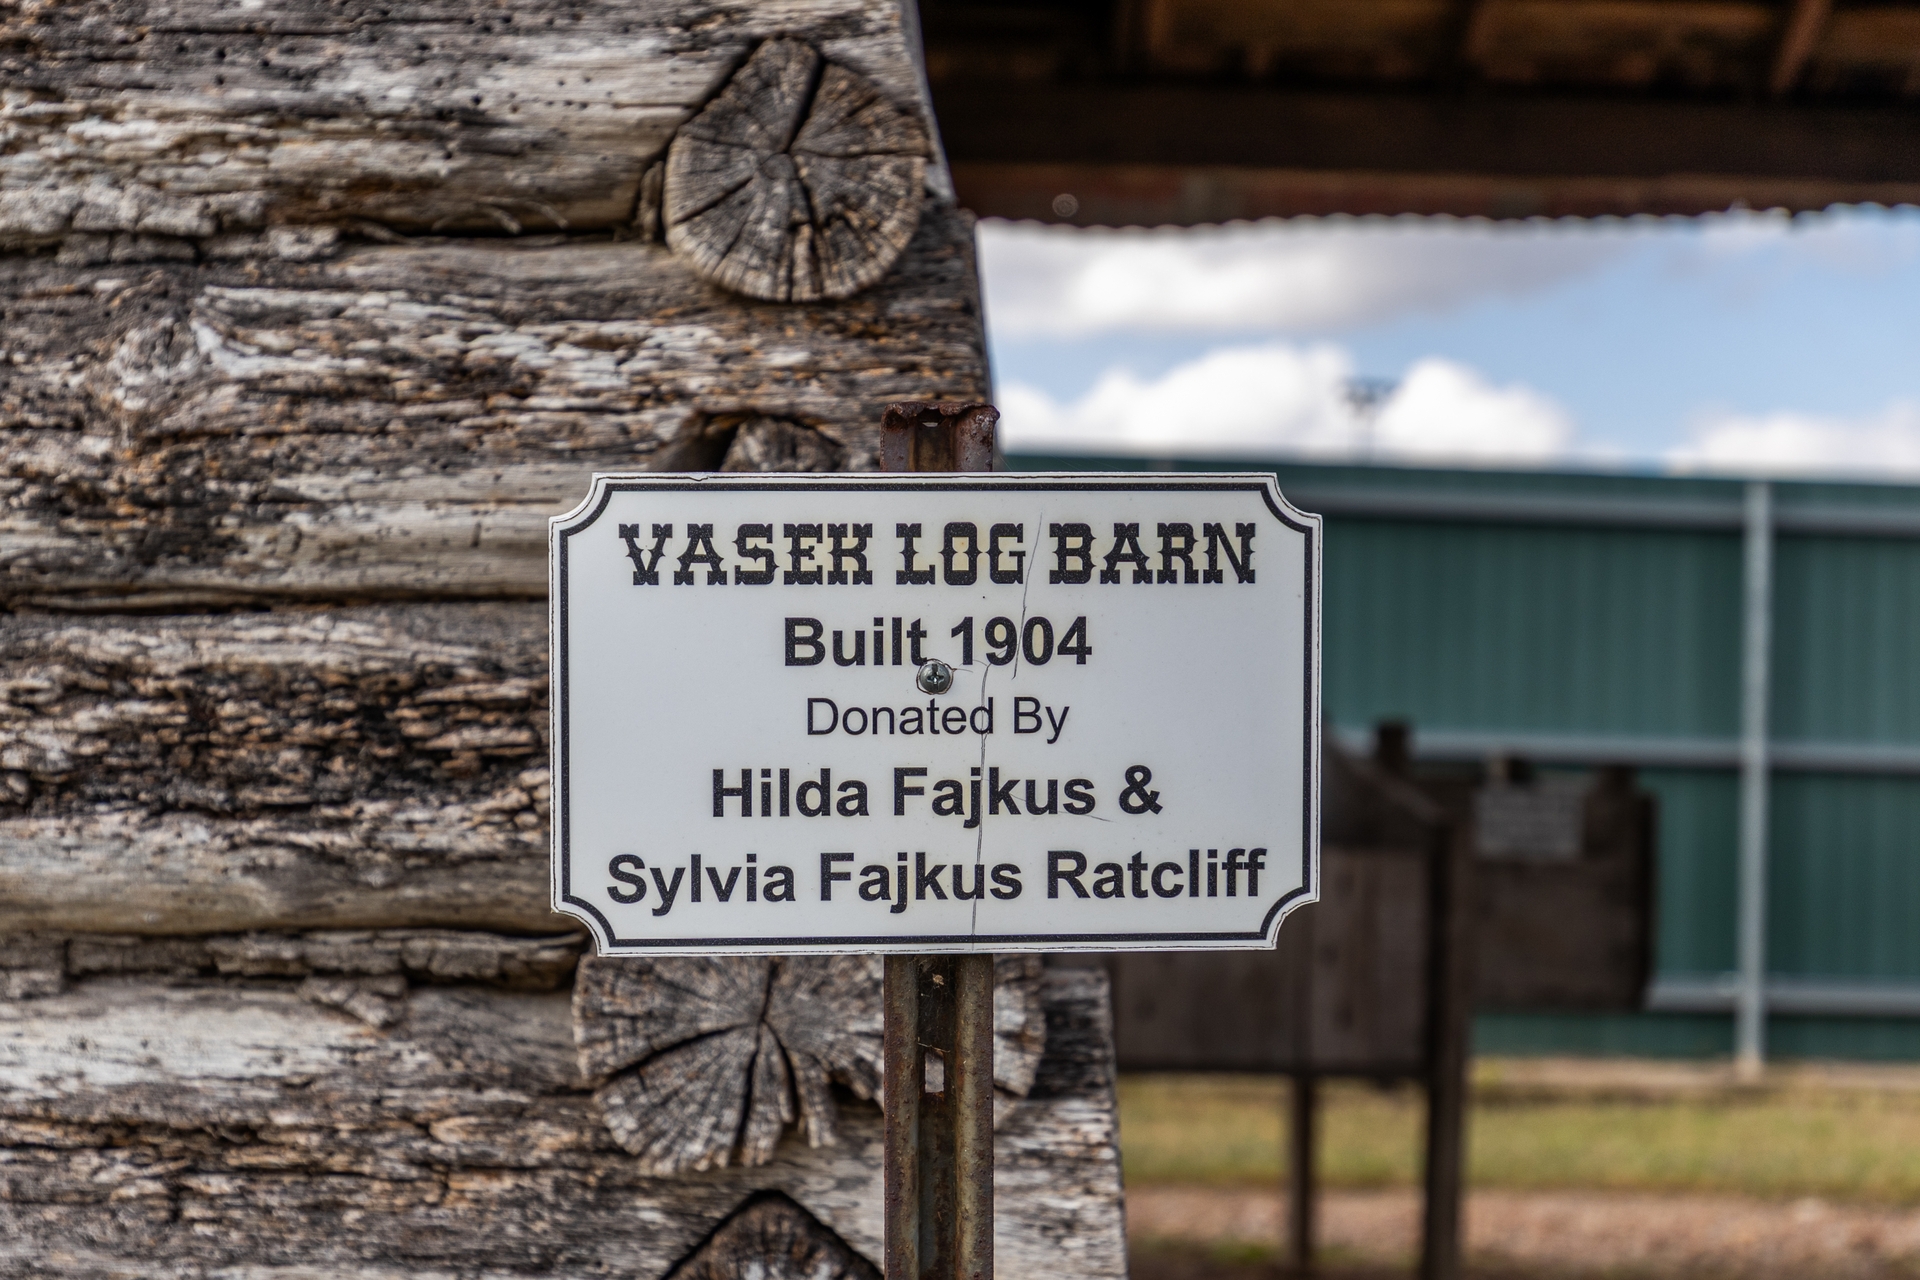 VASEK LOG BARN
Built 1904
Donated By
Hilda Fajkus &
Sylvia Fajkus Ratcliff